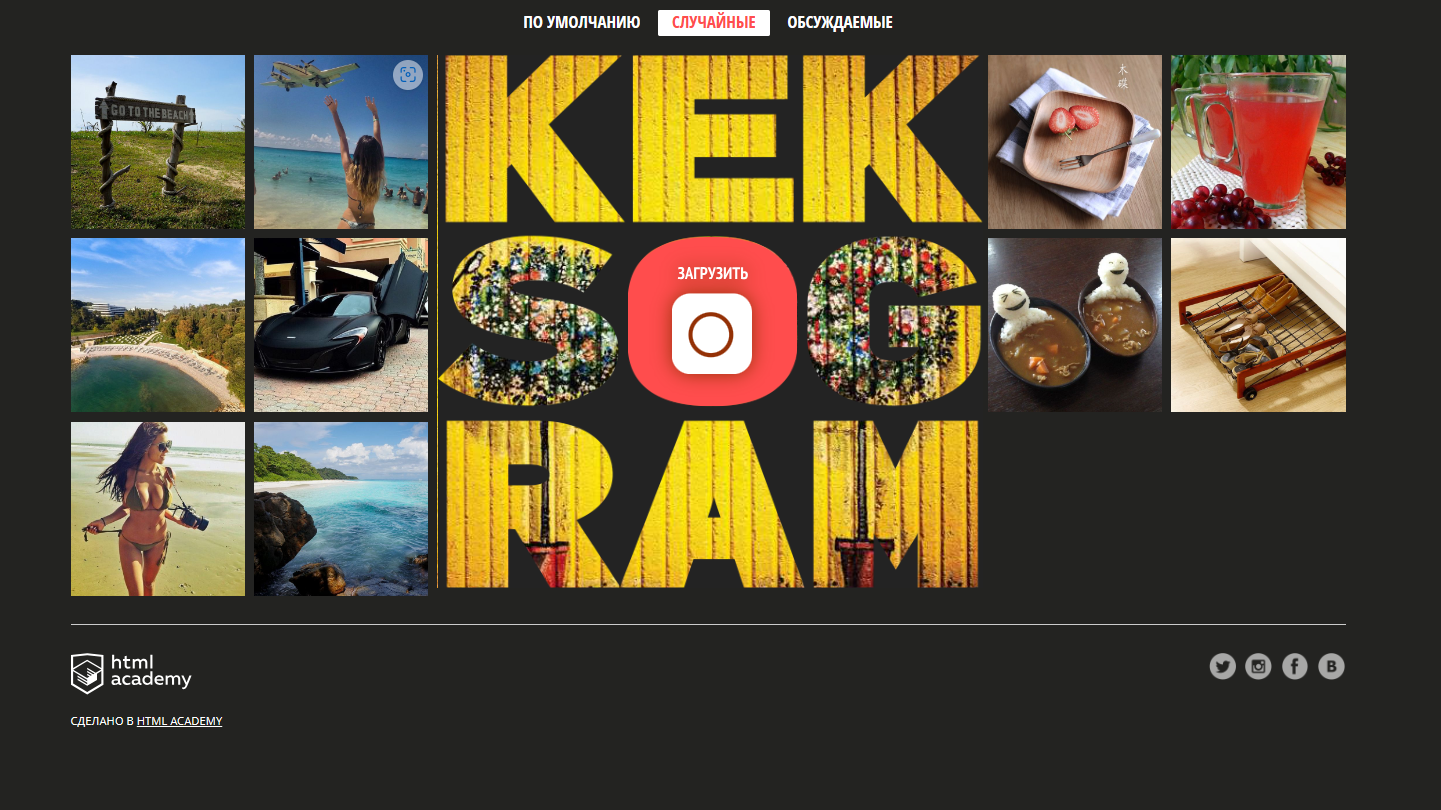 ПО УМОЛЧАНИЮ
СЛУЧАЙНЫЕ
ОБСУЖДАЕМЫЕ
GO TO THE BEACH
KEK
木
碟
S G
ЗАГРУЗИТЬ
RAM
html
academy
СДЕЛАНО В HTML ACADEMY